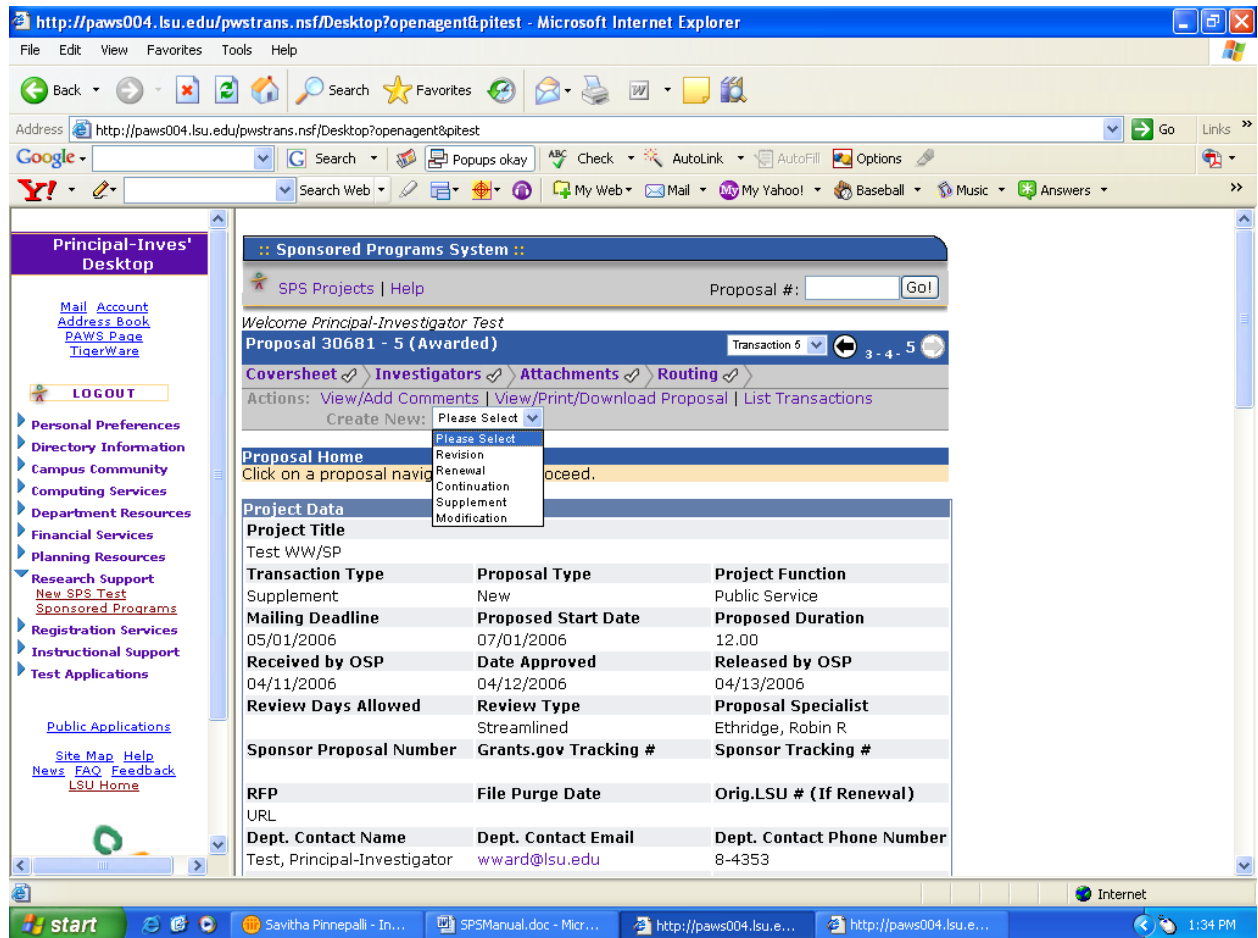 http://paws004.lsu.edu/pwstrans.nsf/Desktop?openagent&pitest - Microsoft Internet Explorer
File Edit View Favorites Tools Help
Back Search Favorites
Address http://paws004.lsu.edu/pwstrans.nsf/Desktop?openagent&pitest Go Links »
Google G Search Popups okay ABC Check AutoLink AutoFill Options
Y! Search Web My Web Mail My Yahoo! Baseball Music Answers »
Principal-Inves'
Desktop
Mail Account
Address Book
PAWS Page
TigerWare
LOGOUT
Personal Preferences
Directory Information
Campus Community
Computing Services
Department Resources
Financial Services
Planning Resources
Research Support
New SPS Test
Sponsored Programs
Registration Services
Instructional Support
Test Applications
Public Applications
Site Map Help
News FAQ Feedback
LSU Home
:: Sponsored Programs System ::
SPS Projects | Help Proposal #: Go!
Welcome Principal-Investigator Test
Proposal 30681 - 5 (Awarded) Transaction 5 3 - 4 - 5
Coversheet Investigators Attachments Routing
Actions: View/Add Comments | View/Print/Download Proposal | List Transactions
Create New: Please Select
Please Select
Revision
Renewal
Continuation
Supplement
Modification
Proposal Home
Click on a proposal navig oceed.
Project Data
Project Title
Test WW/SP
Transaction Type Proposal Type Project Function
Supplement New Public Service
Mailing Deadline Proposed Start Date Proposed Duration
05/01/2006 07/01/2006 12.00
Received by OSP Date Approved Released by OSP
04/11/2006 04/12/2006 04/13/2006
Review Days Allowed Review Type Proposal Specialist
Streamlined Ethridge, Robin R
Sponsor Proposal Number Grants.gov Tracking # Sponsor Tracking #
RFP File Purge Date Orig.LSU # (If Renewal)
URL
Dept. Contact Name Dept. Contact Email Dept. Contact Phone Number
Test, Principal-Investigator wward@lsu.edu 8-4353
Internet
start Savitha Pinnepalli - In... SPSManual.doc - Micr... http://paws004.lsu.e... http://paws004.lsu.e... 1:34 PM